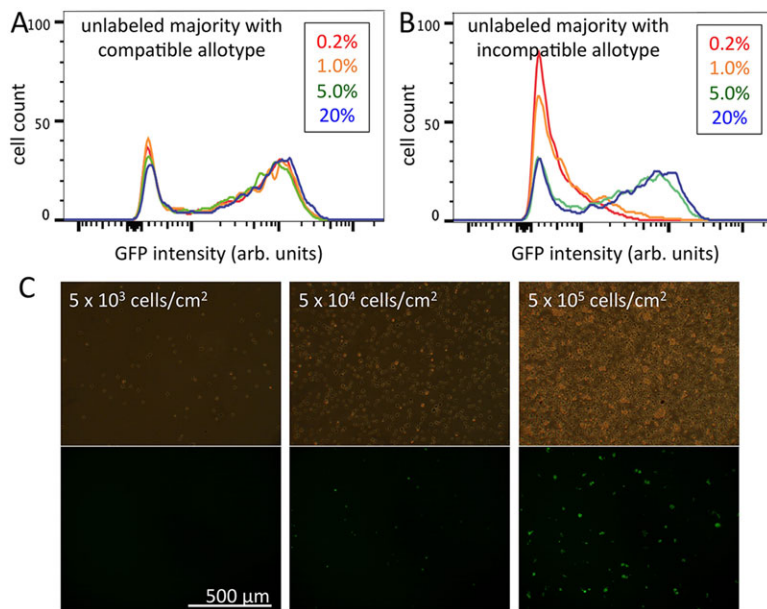 A
100
50
0
cell count
unlabeled majority with
compatible allotype
0.2%
1.0%
5.0%
20%
GFP intensity (arb. units)
B
100
50
0
cell count
unlabeled majority with
incompatible allotype
0.2%
1.0%
5.0%
20%
GFP intensity (arb. units)
C
5 x 10³ cells/cm²
5 x 10⁴ cells/cm²
5 x 10⁵ cells/cm²
500 µm